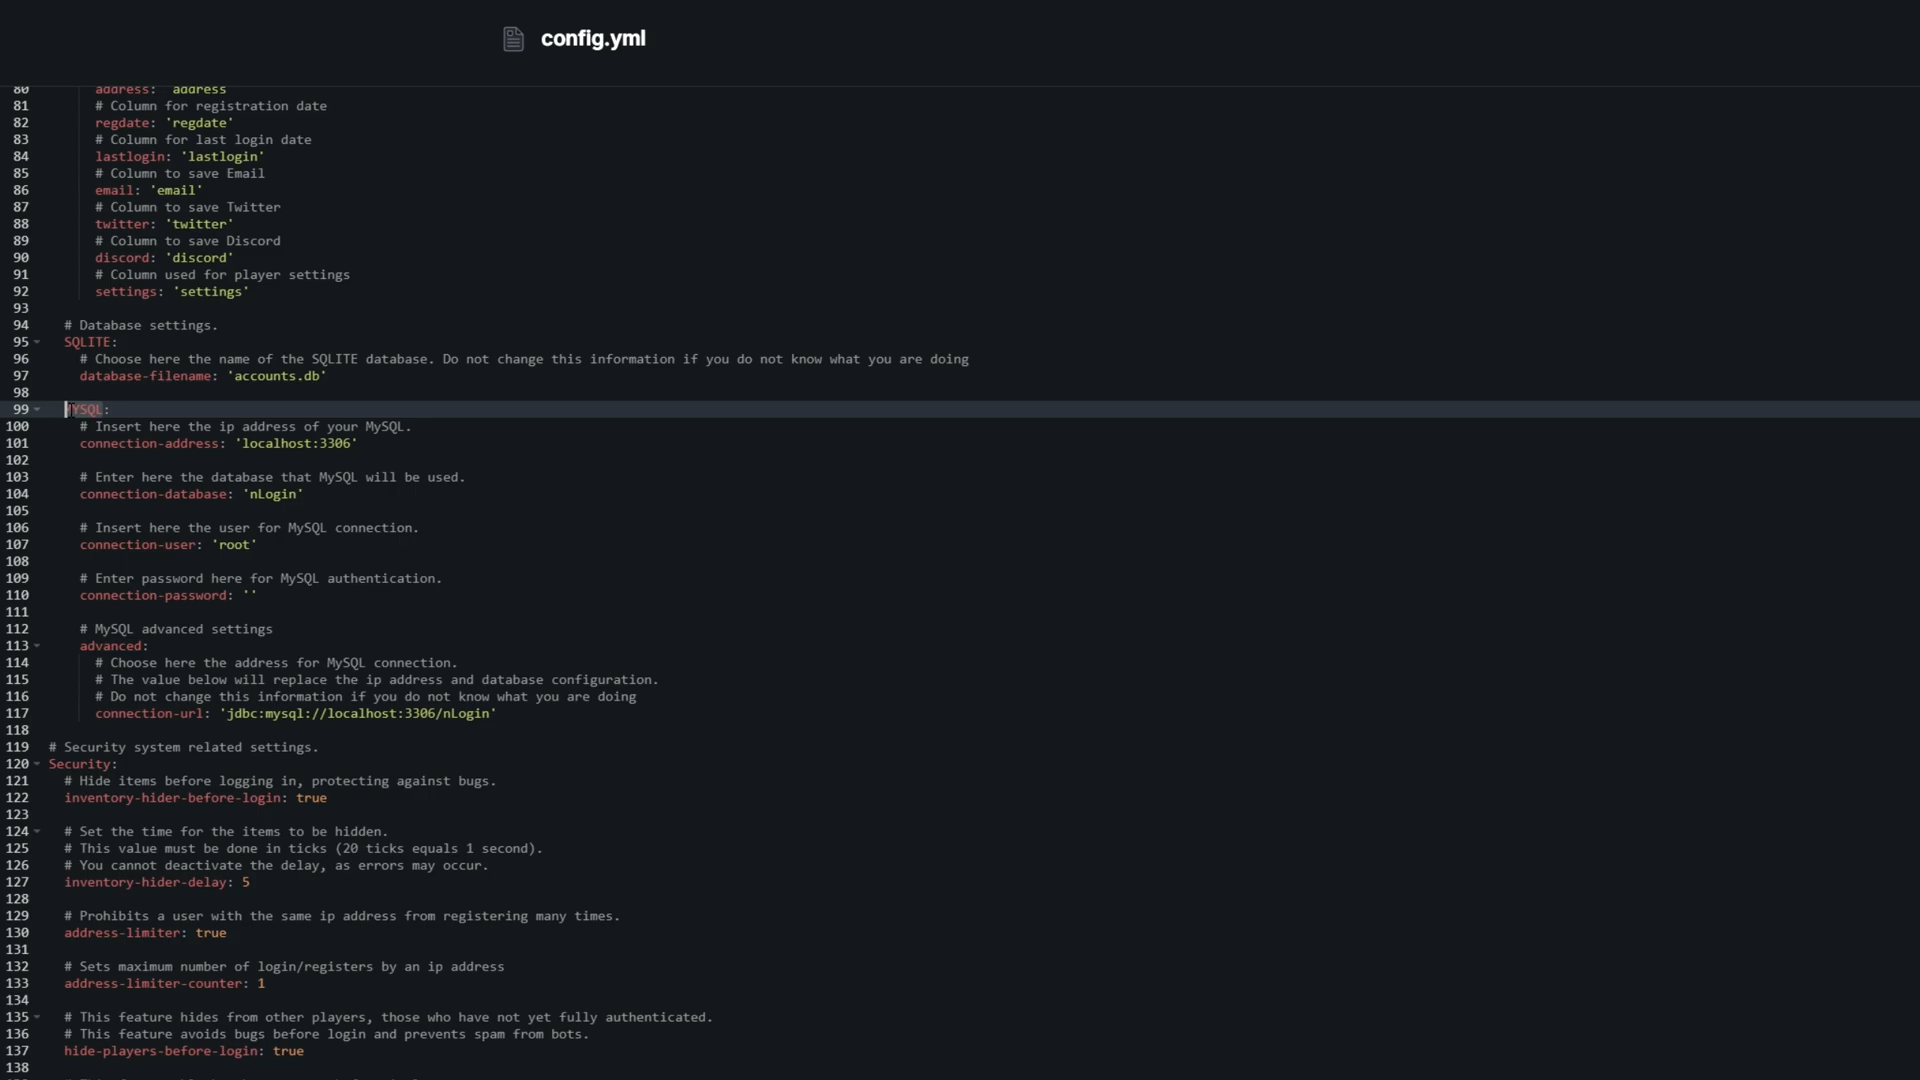 config.yml
80 address: 'address
81 # Column for registration date
82 regdate: 'regdate'
83 # Column for last login date
84 lastlogin: 'lastlogin'
85 # Column to save Email
86 email: 'email'
87 # Column to save Twitter
88 twitter: 'twitter'
89 # Column to save Discord
90 discord: 'discord'
91 # Column used for player settings
92 settings: 'settings'
93
94 # Database settings.
95 SQLITE:
96 # Choose here the name of the SQLITE database. Do not change this information if you do not know what you are doing
97 database-filename: 'accounts.db'
98
99 MYSQL:
100 # Insert here the ip address of your MySQL.
101 connection-address: 'localhost:3306'
102
103 # Enter here the database that MySQL will be used.
104 connection-database: 'nLogin'
105
106 # Insert here the user for MySQL connection.
107 connection-user: 'root'
108
109 # Enter password here for MySQL authentication.
110 connection-password: ''
111
112 # MySQL advanced settings
113 advanced:
114 # Choose here the address for MySQL connection.
115 # The value below will replace the ip address and database configuration.
116 # Do not change this information if you do not know what you are doing
117 connection-url: 'jdbc:mysql://localhost:3306/nLogin'
118
119 # Security system related settings.
120 Security:
121 # Hide items before logging in, protecting against bugs.
122 inventory-hider-before-login: true
123
124 # Set the time for the items to be hidden.
125 # This value must be done in ticks (20 ticks equals 1 second).
126 # You cannot deactivate the delay, as errors may occur.
127 inventory-hider-delay: 5
128
129 # Prohibits a user with the same ip address from registering many times.
130 address-limiter: true
131
132 # Sets maximum number of login/registers by an ip address
133 address-limiter-counter: 1
134
135 # This feature hides from other players, those who have not yet fully authenticated.
136 # This feature avoids bugs before login and prevents spam from bots.
137 hide-players-before-login: true
138